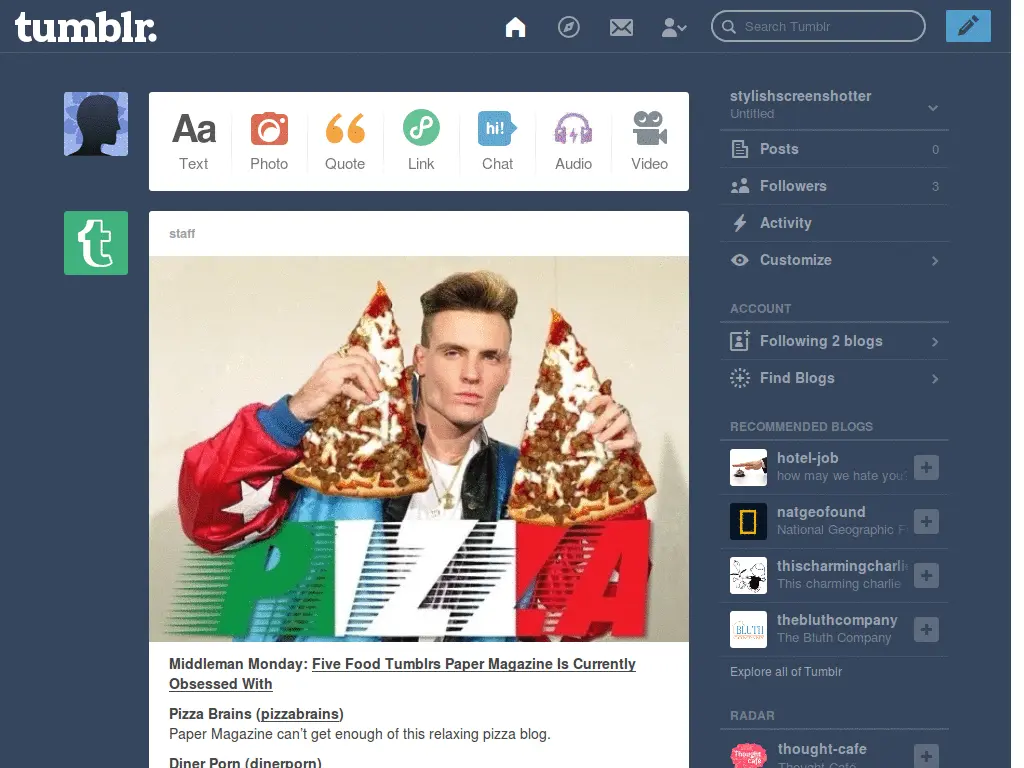 tumblr.
Search Tumblr
Aa
hi!
Text
Photo
Quote
Link
Chat
Audio
Video
t
staff
PIZZA
Middleman Monday: Five Food Tumblrs Paper Magazine Is Currently
Obsessed With
Pizza Brains (pizzabrains)
Paper Magazine can't get enough of this relaxing pizza blog.
Diner Porn (dinerporn)
stylishscreenshotter
Untitled
Posts 0
Followers 3
Activity
Customize
ACCOUNT
Following 2 blogs
Find Blogs
RECOMMENDED BLOGS
hotel-job
how may we hate you?
natgeofound
National Geographic F
thischarmingcharli
This charming charlie
BLUTH
thebluthcompany
The Bluth Company
Explore all of Tumblr
RADAR
Thought
Café
thought-cafe
Thought Café